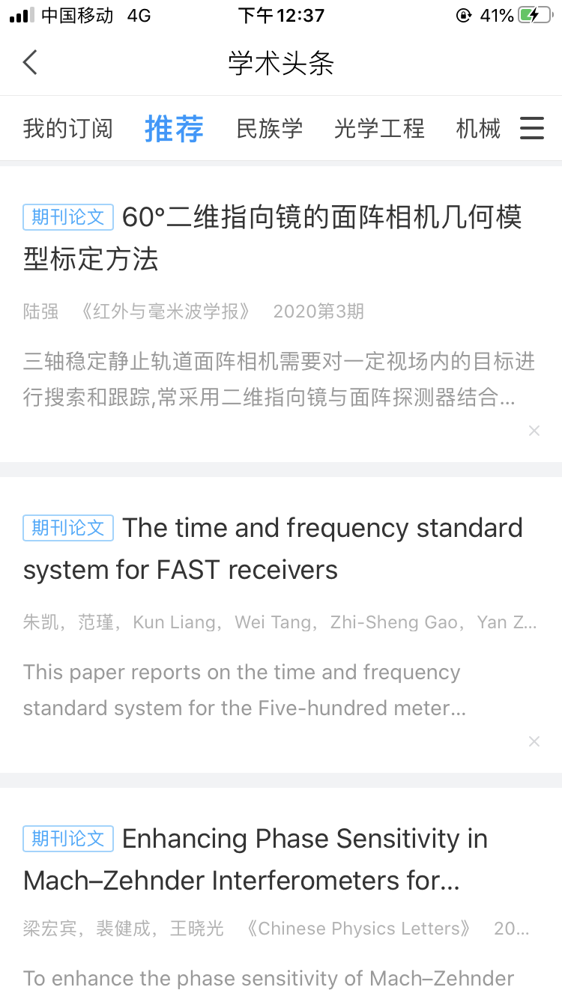 中国移动 4G 下午12:37 41%
学术头条
我的订阅 推荐 民族学 光学工程 机械
期刊论文 60°二维指向镜的面阵相机几何模
型标定方法
陆强 《红外与毫米波学报》 2020第3期
三轴稳定静止轨道面阵相机需要对一定视场内的目标进
行搜索和跟踪,常采用二维指向镜与面阵探测器结合...
期刊论文 The time and frequency standard
system for FAST receivers
朱凯，范瑾，Kun Liang，Wei Tang，Zhi-Sheng Gao，Yan Z...
This paper reports on the time and frequency
standard system for the Five-hundred meter...
期刊论文 Enhancing Phase Sensitivity in
Mach–Zehnder Interferometers for...
梁宏宾，裴健成，王晓光 《Chinese Physics Letters》 20...
To enhance the phase sensitivity of Mach–Zehnder